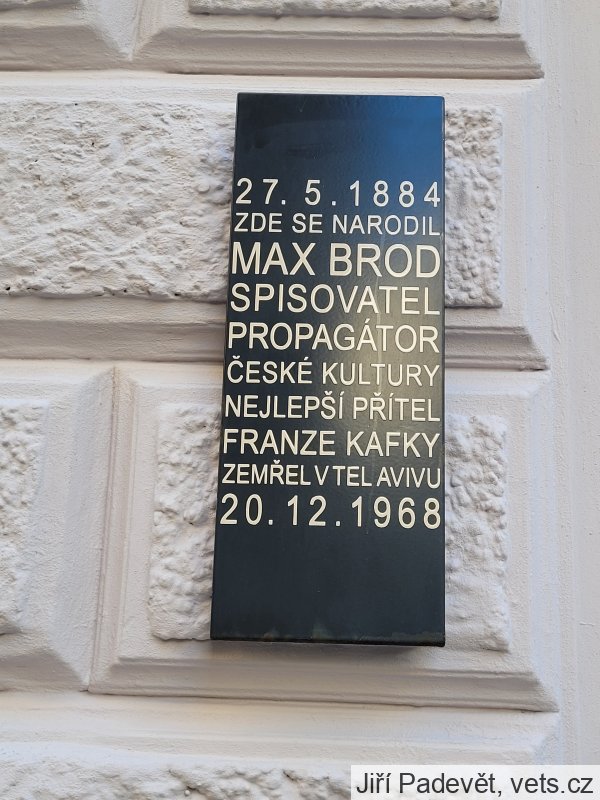 27. 5. 1884
ZDE SE NARODIL
MAX BROD
SPISOVATEL
PROPAGÁTOR
ČESKÉ KULTURY
NEJLEPŠÍ PŘÍTEL
FRANZE KAFKY
ZEMŘEL V TEL AVIVU
20. 12. 1968
Jiří Padevět, vets.cz